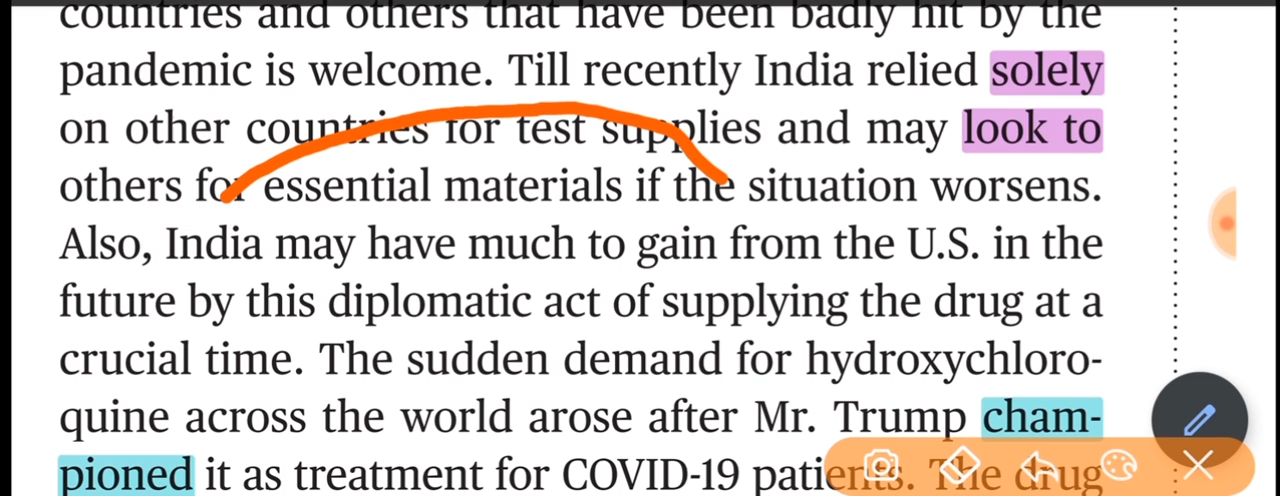 countries and others that have been badly hit by the
pandemic is welcome. Till recently India relied solely
on other countries for test supplies and may look to
others for essential materials if the situation worsens.
Also, India may have much to gain from the U.S. in the
future by this diplomatic act of supplying the drug at a
crucial time. The sudden demand for hydroxychloro-
quine across the world arose after Mr. Trump cham-
pioned it as treatment for COVID-19 patients. The drug